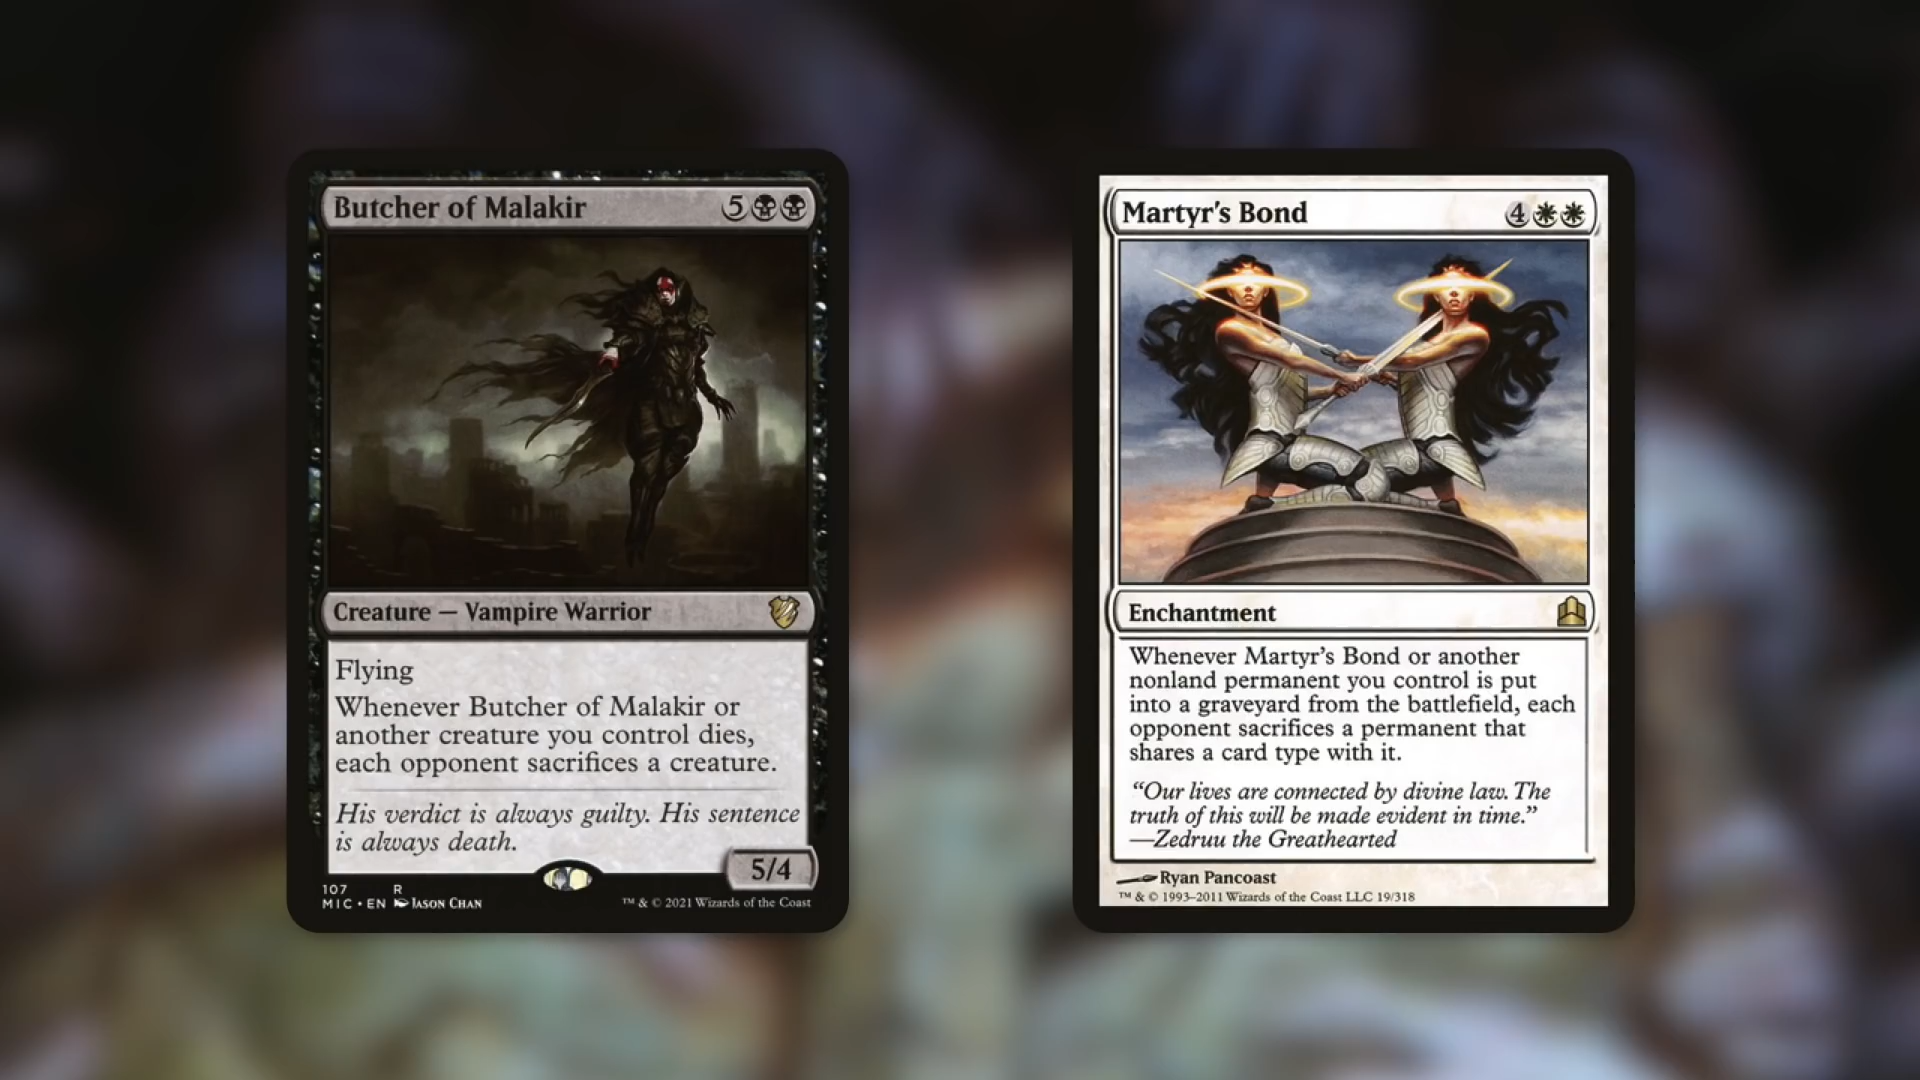 Butcher of Malakir 5
Creature — Vampire Warrior
Flying
Whenever Butcher of Malakir or
another creature you control dies,
each opponent sacrifices a creature.
His verdict is always guilty. His sentence
is always death.
5/4
107 R
MIC • EN Jason Chan
™ & © 2021 Wizards of the Coast
Martyr's Bond 4
Enchantment
Whenever Martyr's Bond or another
nonland permanent you control is put
into a graveyard from the battlefield, each
opponent sacrifices a permanent that
shares a card type with it.
“Our lives are connected by divine law. The
truth of this will be made evident in time.”
—Zedruu the Greathearted
Ryan Pancoast
™ & © 1993–2011 Wizards of the Coast LLC 19/318